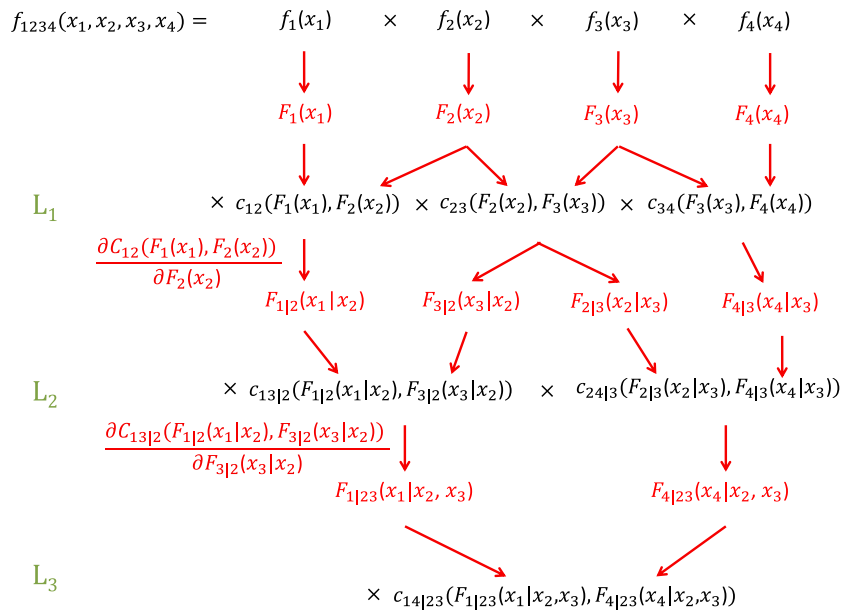 f₁₂₃₄(x₁, x₂, x₃, x₄) = f₁(x₁) × f₂(x₂) × f₃(x₃) × f₄(x₄)
F₁(x₁) F₂(x₂) F₃(x₃) F₄(x₄)
L₁ × c₁₂(F₁(x₁), F₂(x₂)) × c₂₃(F₂(x₂), F₃(x₃)) × c₃₄(F₃(x₃), F₄(x₄))
∂C₁₂(F₁(x₁), F₂(x₂))
∂F₂(x₂)
F₁|₂(x₁|x₂) F₃|₂(x₃|x₂) F₂|₃(x₂|x₃) F₄|₃(x₄|x₃)
L₂ × c₁₃|₂(F₁|₂(x₁|x₂), F₃|₂(x₃|x₂)) × c₂₄|₃(F₂|₃(x₂|x₃), F₄|₃(x₄|x₃))
∂C₁₃|₂(F₁|₂(x₁|x₂), F₃|₂(x₃|x₂))
∂F₃|₂(x₃|x₂)
F₁|₂₃(x₁|x₂, x₃) F₄|₂₃(x₄|x₂, x₃)
L₃ × c₁₄|₂₃(F₁|₂₃(x₁|x₂,x₃), F₄|₂₃(x₄|x₂,x₃))